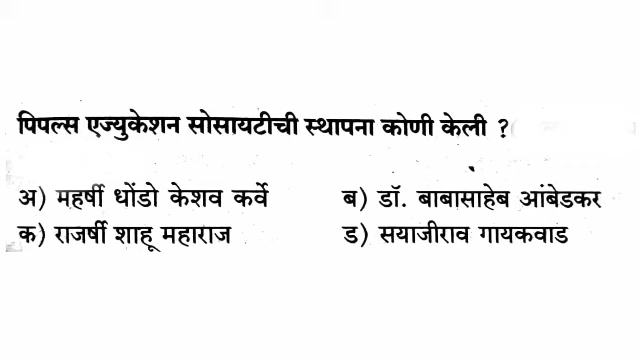 पिपल्स एज्युकेशन सोसायटीची स्थापना कोणी केली ?
अ) महर्षी धोंडो केशव कर्वे ब) डॉ. बाबासाहेब आंबेडकर
क) राजर्षी शाहू महाराज ड) सयाजीराव गायकवाड